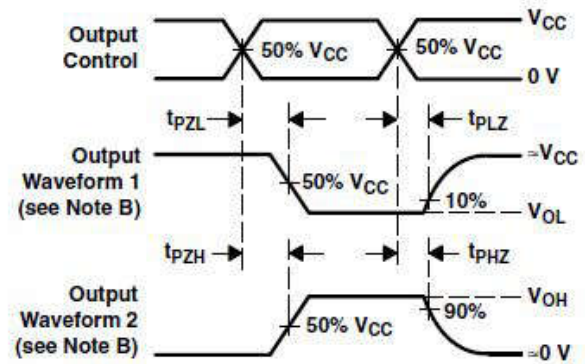 Output Control
50% VCC
50% VCC
VCC
0 V
tPZL
tPLZ
Output Waveform 1 (see Note B)
50% VCC
≈VCC
10%
VOL
tPZH
tPHZ
Output Waveform 2 (see Note B)
50% VCC
VOH
90%
≈0 V